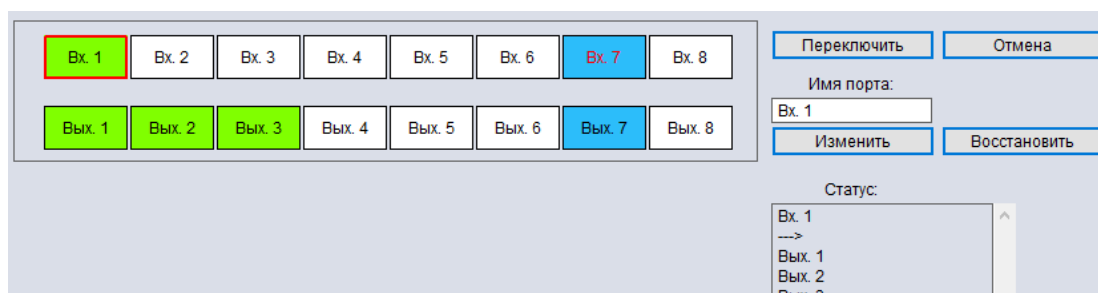 Вх. 1 Вх. 2 Вх. 3 Вх. 4 Вх. 5 Вх. 6 Вх. 7 Вх. 8
Вых. 1 Вых. 2 Вых. 3 Вых. 4 Вых. 5 Вых. 6 Вых. 7 Вых. 8
Переключить Отмена
Имя порта:
Вх. 1
Изменить Восстановить
Статус:
Вх. 1
--->
Вых. 1
Вых. 2